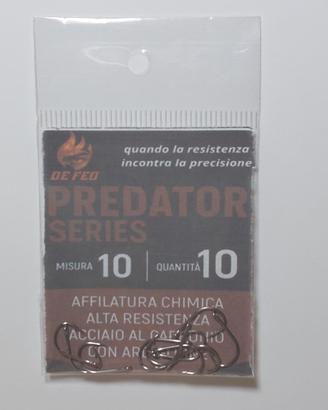 quando la resistenza
incontra la precisione
DE FEO
PREDATOR
SERIES
MISURA 10 | QUANTITÀ 10
AFFILATURA CHIMICA
ALTA RESISTENZA
ACCIAIO AL CARBONIO
CON